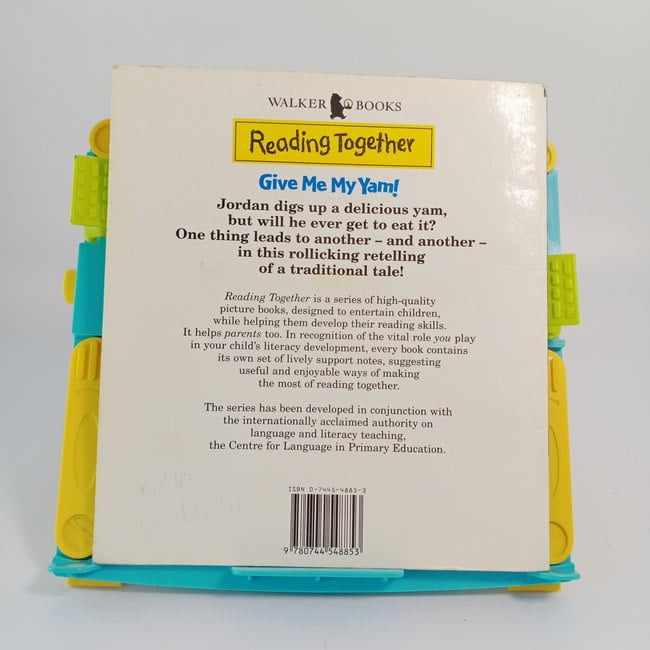 WALKER BOOKS
Reading Together
Give Me My Yam!
Jordan digs up a delicious yam,
but will he ever get to eat it?
One thing leads to another – and another –
in this rollicking retelling
of a traditional tale!
Reading Together is a series of high-quality
picture books, designed to entertain children,
while helping them develop their reading skills.
It helps parents too. In recognition of the vital role you play
in your child's literacy development, every book contains
its own set of lively support notes, suggesting
useful and enjoyable ways of making
the most of reading together.
The series has been developed in conjunction with
the internationally acclaimed authority on
language and literacy teaching,
the Centre for Language in Primary Education.
ISBN 0-7445-4885-3
9 780744 548853